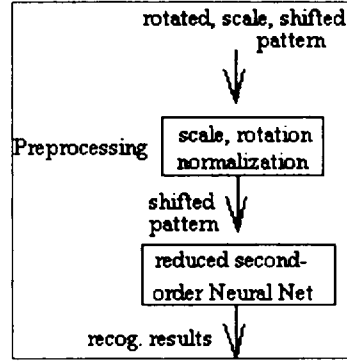 rotated, scale, shifted
pattern
Preprocessing
scale, rotation
normalization
shifted
pattern
reduced second-
order Neural Net
recog. results